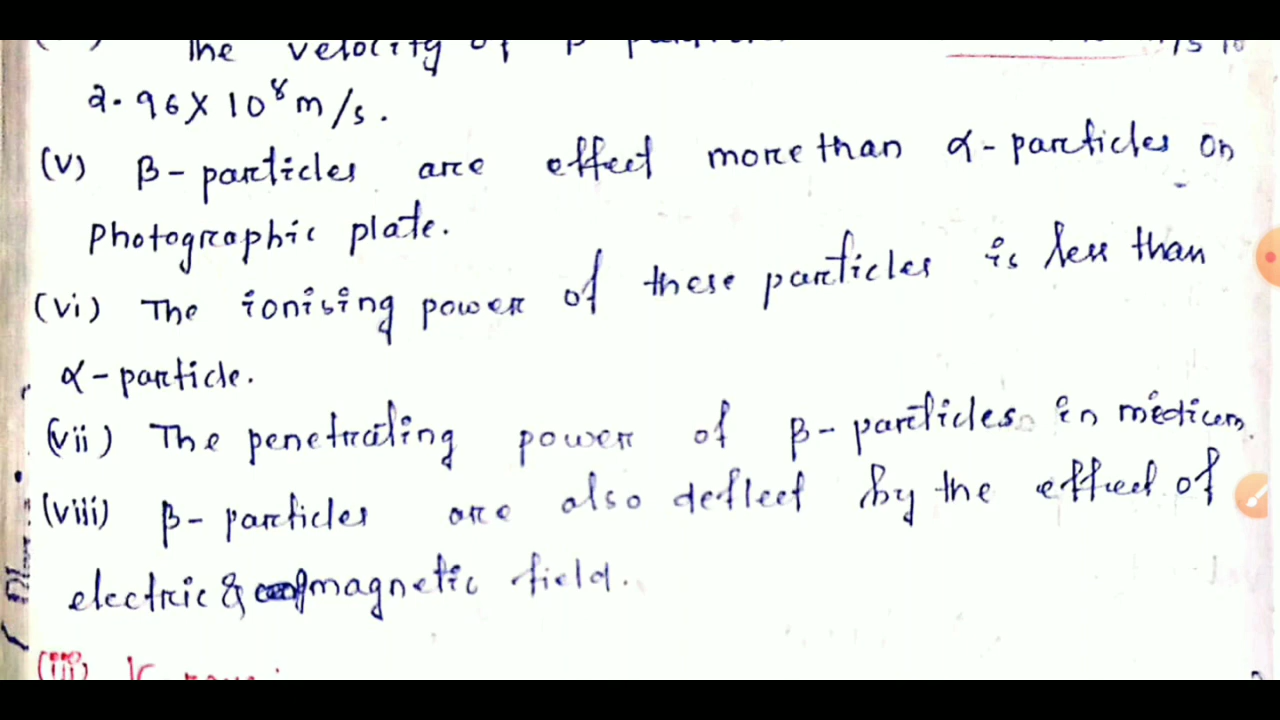 The velocity of β
2.96 X 10⁸ m/s.
(v) β-particles are effect more than α-particles on
Photographic plate.
(vi) The ionising power of these particles is less than
α-particle.
(vii) The penetrating power of β-particles in medium.
(viii) β-particles are also deflect by the effect of
electric & magnetic field.
(iii)